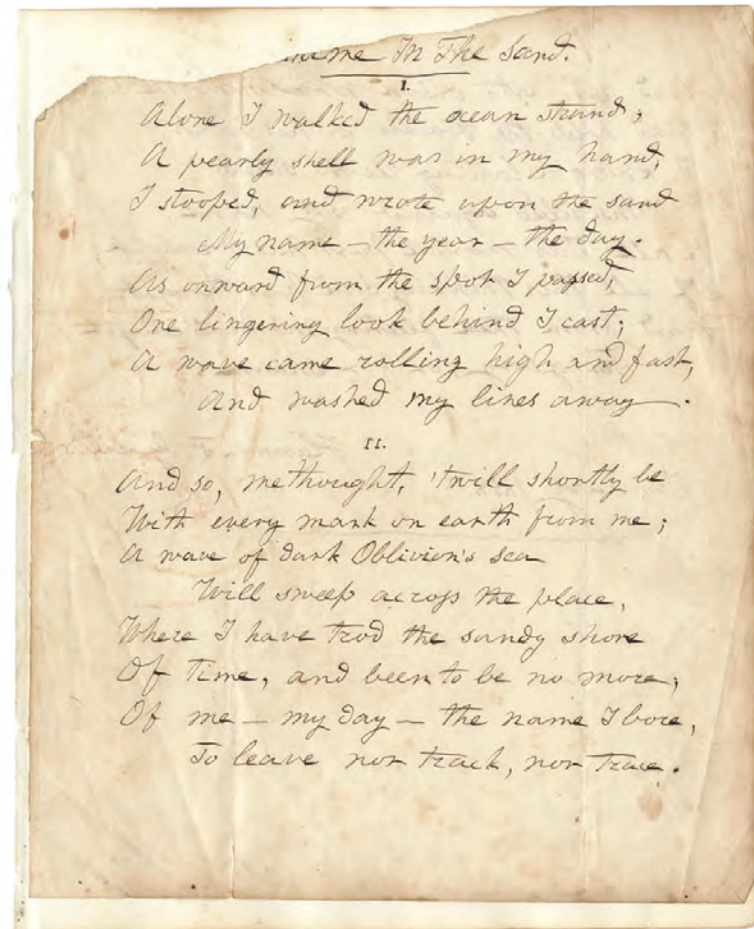 In The Sand.
I.
Alone I walked the ocean strand,
A pearly shell was in my hand,
I stooped, and wrote upon the sand
My name – the year – the day.
As onward from the spot I passed,
One lingering look behind I cast;
A wave came rolling high and fast,
And washed my lines away.
II.
And so, methought, 'twill shortly be
With every mark on earth from me;
A wave of dark Oblivion's sea
Will sweep across the place,
Where I have trod the sandy shore
Of Time, and been to be no more,
Of me – my day – the name I bore,
To leave nor track, nor trace.